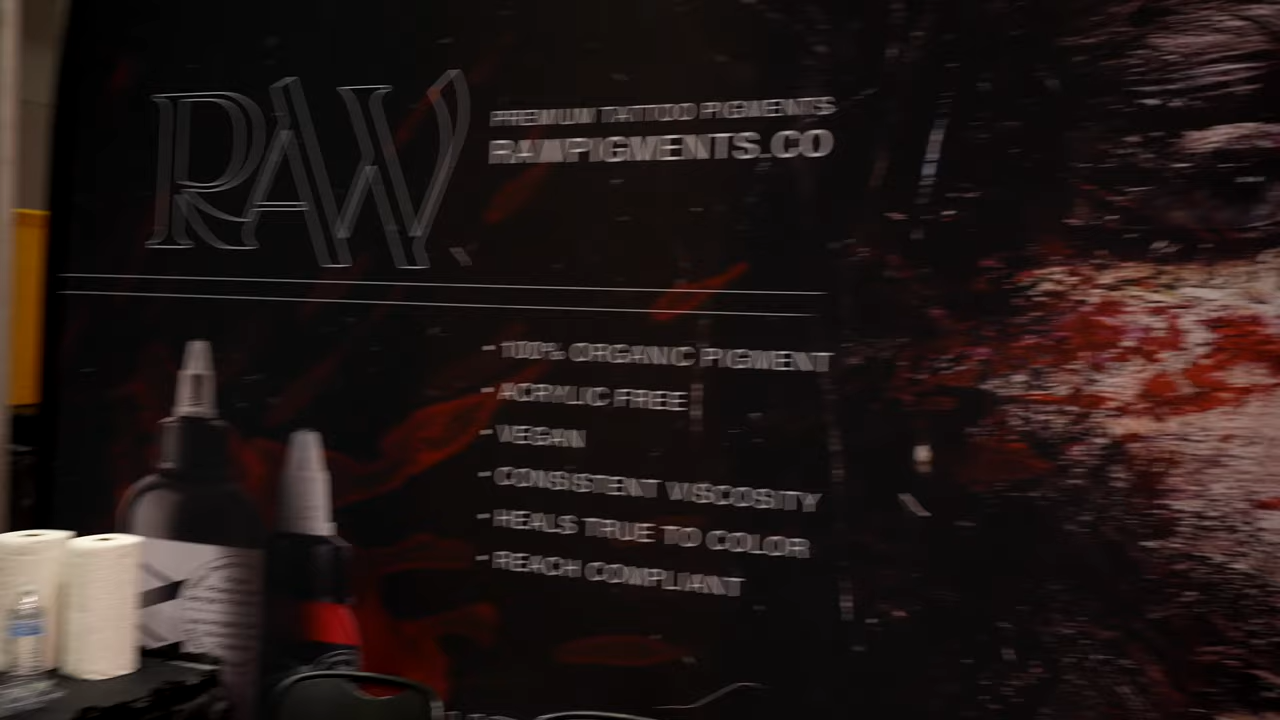 RAW.
PREMIUM TATTOO PIGMENTS
RAWPIGMENTS.CO
- 100% ORGANIC PIGMENT
- ACRYLIC FREE
- VEGAN
- CONSISTENT VISCOSITY
- HEALS TRUE TO COLOR
- REACH COMPLIANT